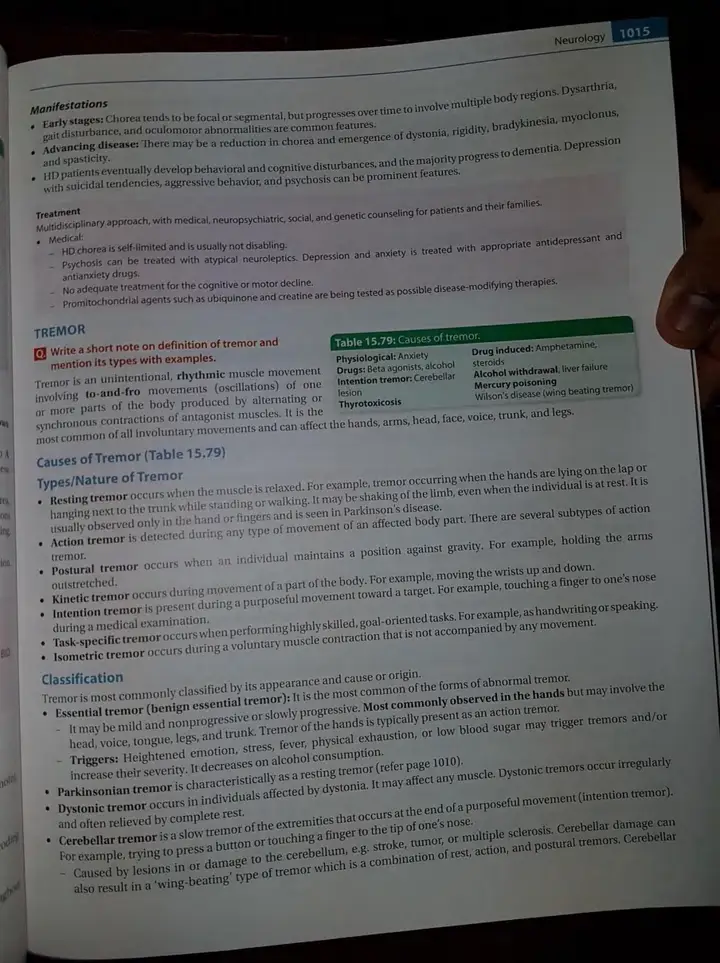 Neurology 1015
Manifestations
• Early stages: Chorea tends to be focal or segmental, but progresses over time to involve multiple body regions. Dysarthria,
gait disturbance, and oculomotor abnormalities are common features.
• Advancing disease: There may be a reduction in chorea and emergence of dystonia, rigidity, bradykinesia, myoclonus,
and spasticity.
• HD patients eventually develop behavioral and cognitive disturbances, and the majority progress to dementia. Depression
with suicidal tendencies, aggressive behavior, and psychosis can be prominent features.
Treatment
Multidisciplinary approach, with medical, neuropsychiatric, social, and genetic counseling for patients and their families.
• Medical:
– HD chorea is self-limited and is usually not disabling.
– Psychosis can be treated with atypical neuroleptics. Depression and anxiety is treated with appropriate antidepressant and
antianxiety drugs.
– No adequate treatment for the cognitive or motor decline.
– Promitochondrial agents such as ubiquinone and creatine are being tested as possible disease-modifying therapies.
TREMOR
Q. Write a short note on definition of tremor and
mention its types with examples.
Tremor is an unintentional, rhythmic muscle movement
involving to-and-fro movements (oscillations) of one
or more parts of the body produced by alternating or
synchronous contractions of antagonist muscles. It is the
most common of all involuntary movements and can affect the hands, arms, head, face, voice, trunk, and legs.
Table 15.79: Causes of tremor.
Physiological: Anxiety
Drugs: Beta agonists, alcohol
Intention tremor: Cerebellar
lesion
Thyrotoxicosis
Drug induced: Amphetamine,
steroids
Alcohol withdrawal, liver failure
Mercury poisoning
Wilson's disease (wing beating tremor)
Causes of Tremor (Table 15.79)
Types/Nature of Tremor
• Resting tremor occurs when the muscle is relaxed. For example, tremor occurring when the hands are lying on the lap or
hanging next to the trunk while standing or walking. It may be shaking of the limb, even when the individual is at rest. It is
usually observed only in the hand or fingers and is seen in Parkinson's disease.
• Action tremor is detected during any type of movement of an affected body part. There are several subtypes of action
tremor.
• Postural tremor occurs when an individual maintains a position against gravity. For example, holding the arms
outstretched.
• Kinetic tremor occurs during movement of a part of the body. For example, moving the wrists up and down.
• Intention tremor is present during a purposeful movement toward a target. For example, touching a finger to one's nose
during a medical examination.
• Task-specific tremor occurs when performing highly skilled, goal-oriented tasks. For example, as handwriting or speaking.
• Isometric tremor occurs during a voluntary muscle contraction that is not accompanied by any movement.
Classification
Tremor is most commonly classified by its appearance and cause or origin.
• Essential tremor (benign essential tremor): It is the most common of the forms of abnormal tremor.
– It may be mild and nonprogressive or slowly progressive. Most commonly observed in the hands but may involve the
head, voice, tongue, legs, and trunk. Tremor of the hands is typically present as an action tremor.
– Triggers: Heightened emotion, stress, fever, physical exhaustion, or low blood sugar may trigger tremors and/or
increase their severity. It decreases on alcohol consumption.
• Parkinsonian tremor is characteristically as a resting tremor (refer page 1010).
• Dystonic tremor occurs in individuals affected by dystonia. It may affect any muscle. Dystonic tremors occur irregularly
and often relieved by complete rest.
• Cerebellar tremor is a slow tremor of the extremities that occurs at the end of a purposeful movement (intention tremor).
For example, trying to press a button or touching a finger to the tip of one's nose.
– Caused by lesions in or damage to the cerebellum, e.g. stroke, tumor, or multiple sclerosis. Cerebellar damage can
also result in a 'wing-beating' type of tremor which is a combination of rest, action, and postural tremors. Cerebellar